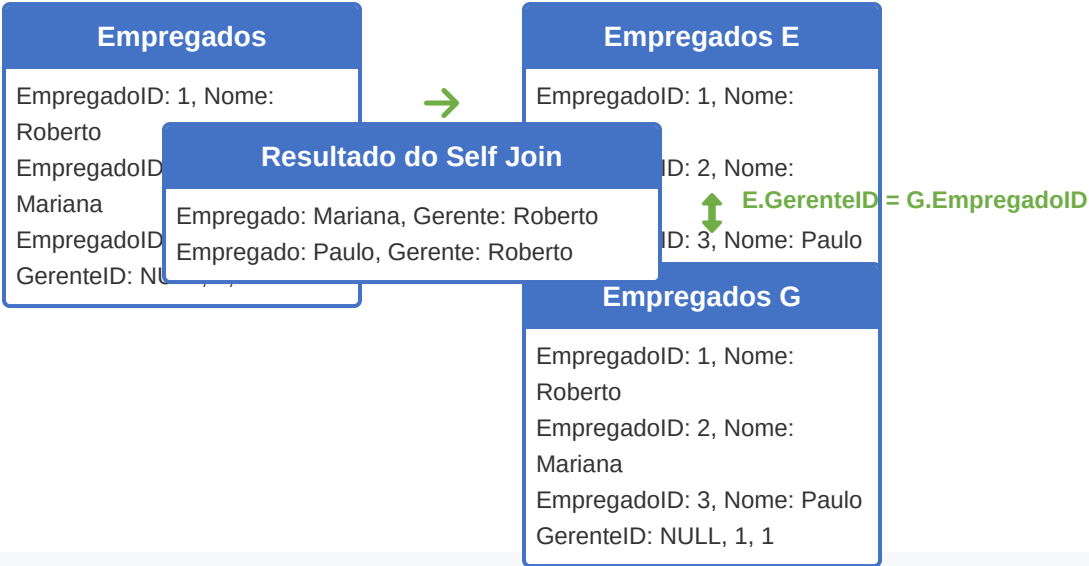 Empregados
EmpregadoID: 1, Nome:
Roberto
EmpregadoID
Mariana
EmpregadoID
GerenteID:
Resultado do Self Join
Empregado: Mariana, Gerente: Roberto
Empregado: Paulo, Gerente: Roberto
Empregados E
EmpregadoID: 1, Nome:
ID: 2, Nome:
ID: 3, Nome: Paulo
E.GerenteID = G.EmpregadoID
Empregados G
EmpregadoID: 1, Nome:
Roberto
EmpregadoID: 2, Nome:
Mariana
EmpregadoID: 3, Nome: Paulo
GerenteID: NULL, 1, 1